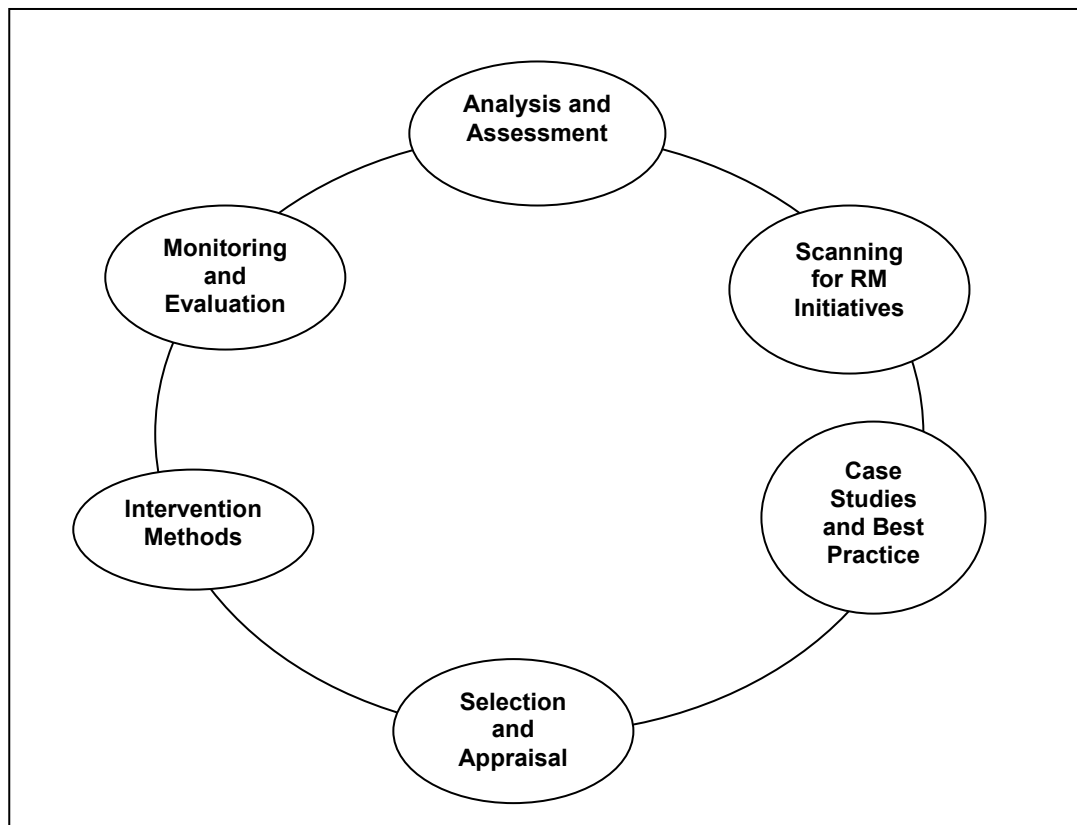 Analysis and
Assessment
Scanning
for RM
Initiatives
Case
Studies
and Best
Practice
Selection
and
Appraisal
Intervention
Methods
Monitoring
and
Evaluation